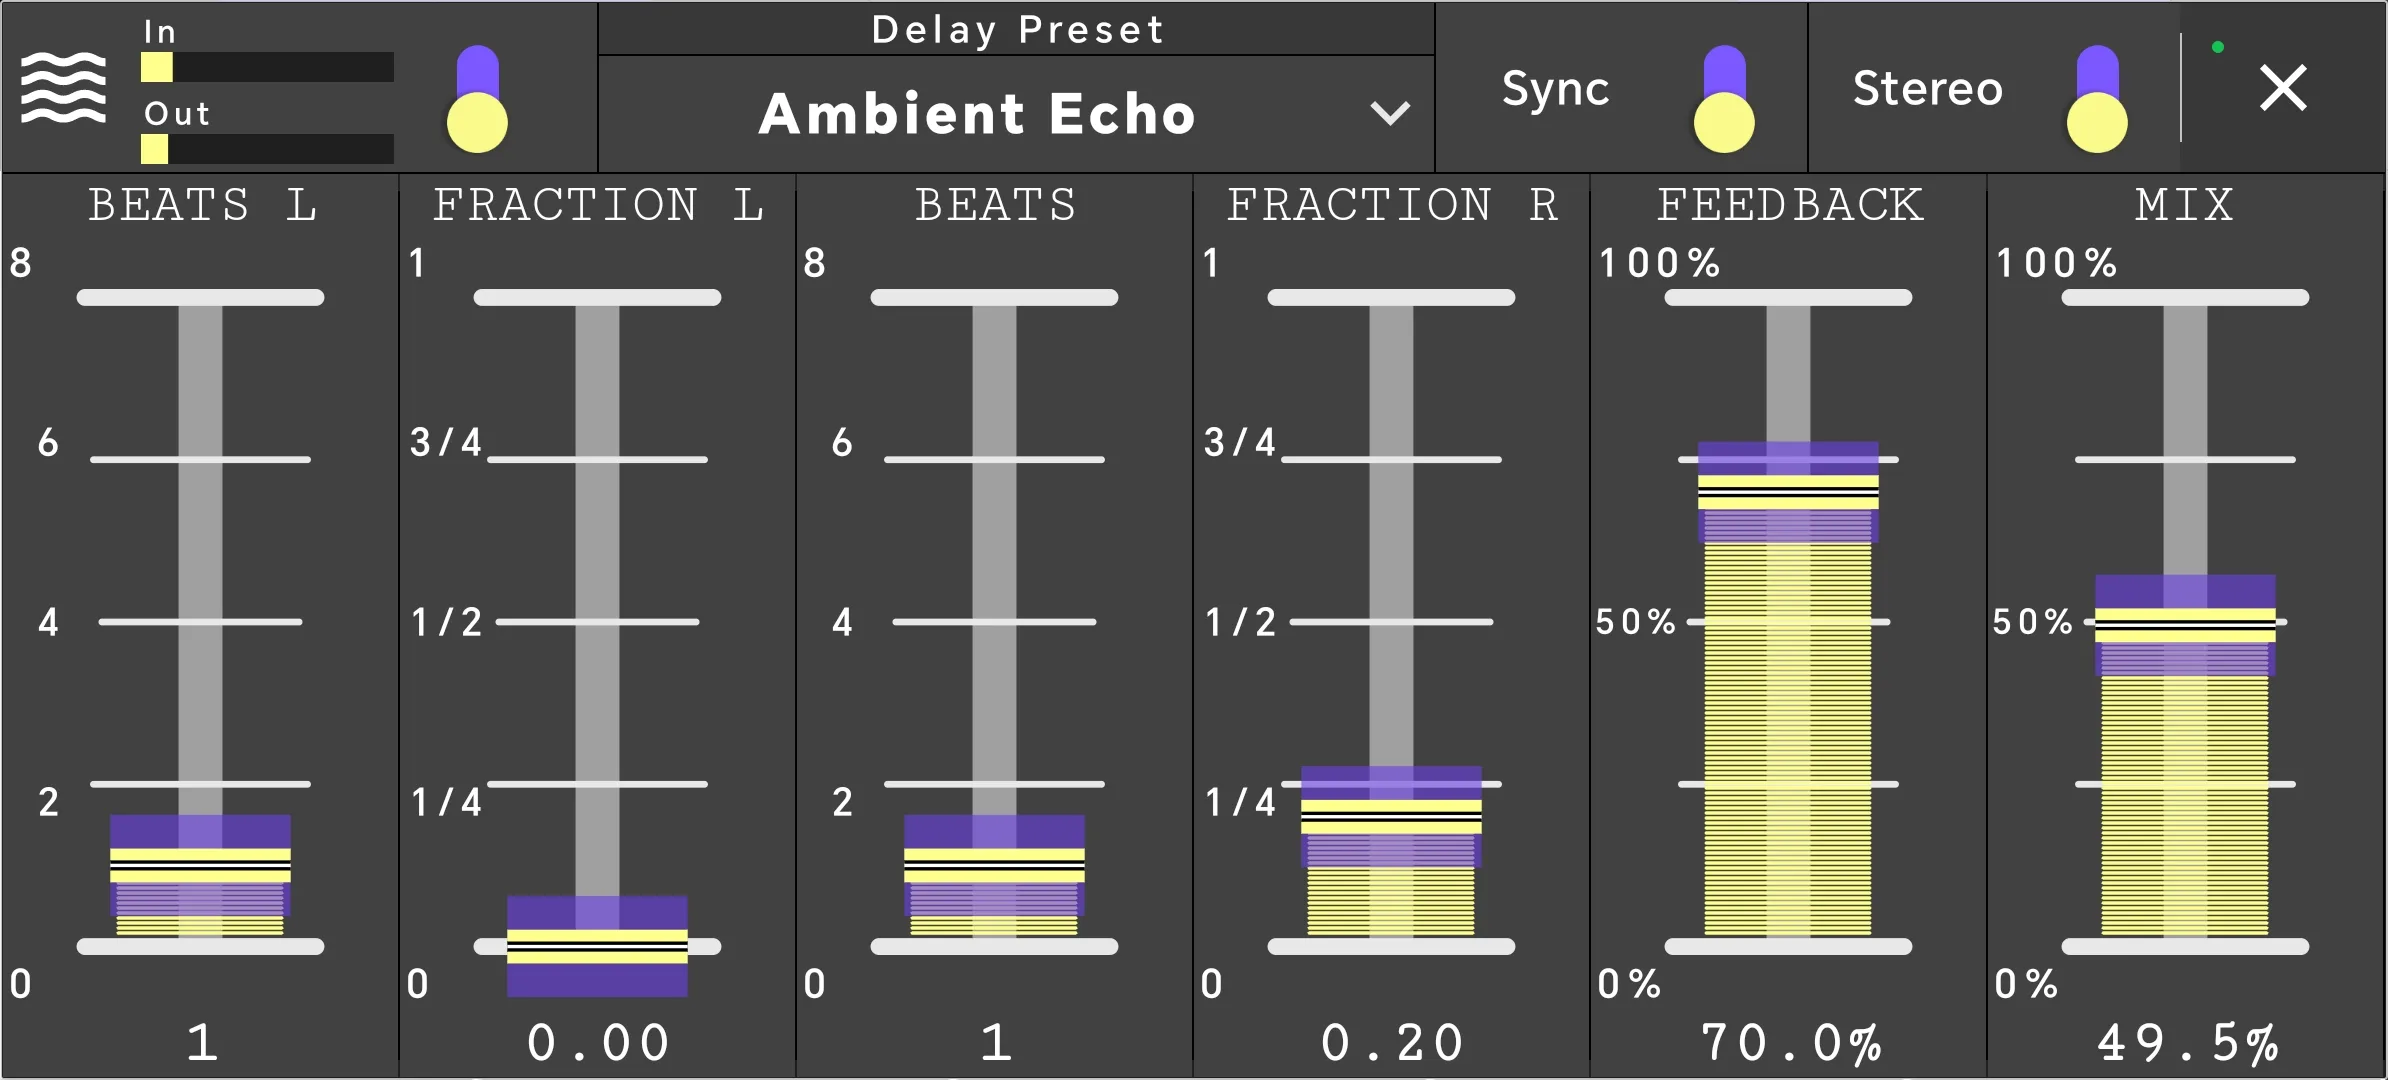 In
Out
Delay Preset
Ambient Echo
Sync
Stereo
BEATS L
8
6
4
2
0
1
FRACTION L
1
3/4
1/2
1/4
0
0.00
BEATS
8
6
4
2
0
1
FRACTION R
1
3/4
1/2
1/4
0
0.20
FEEDBACK
100%
50%
0%
70.0%
MIX
100%
50%
0%
49.5%